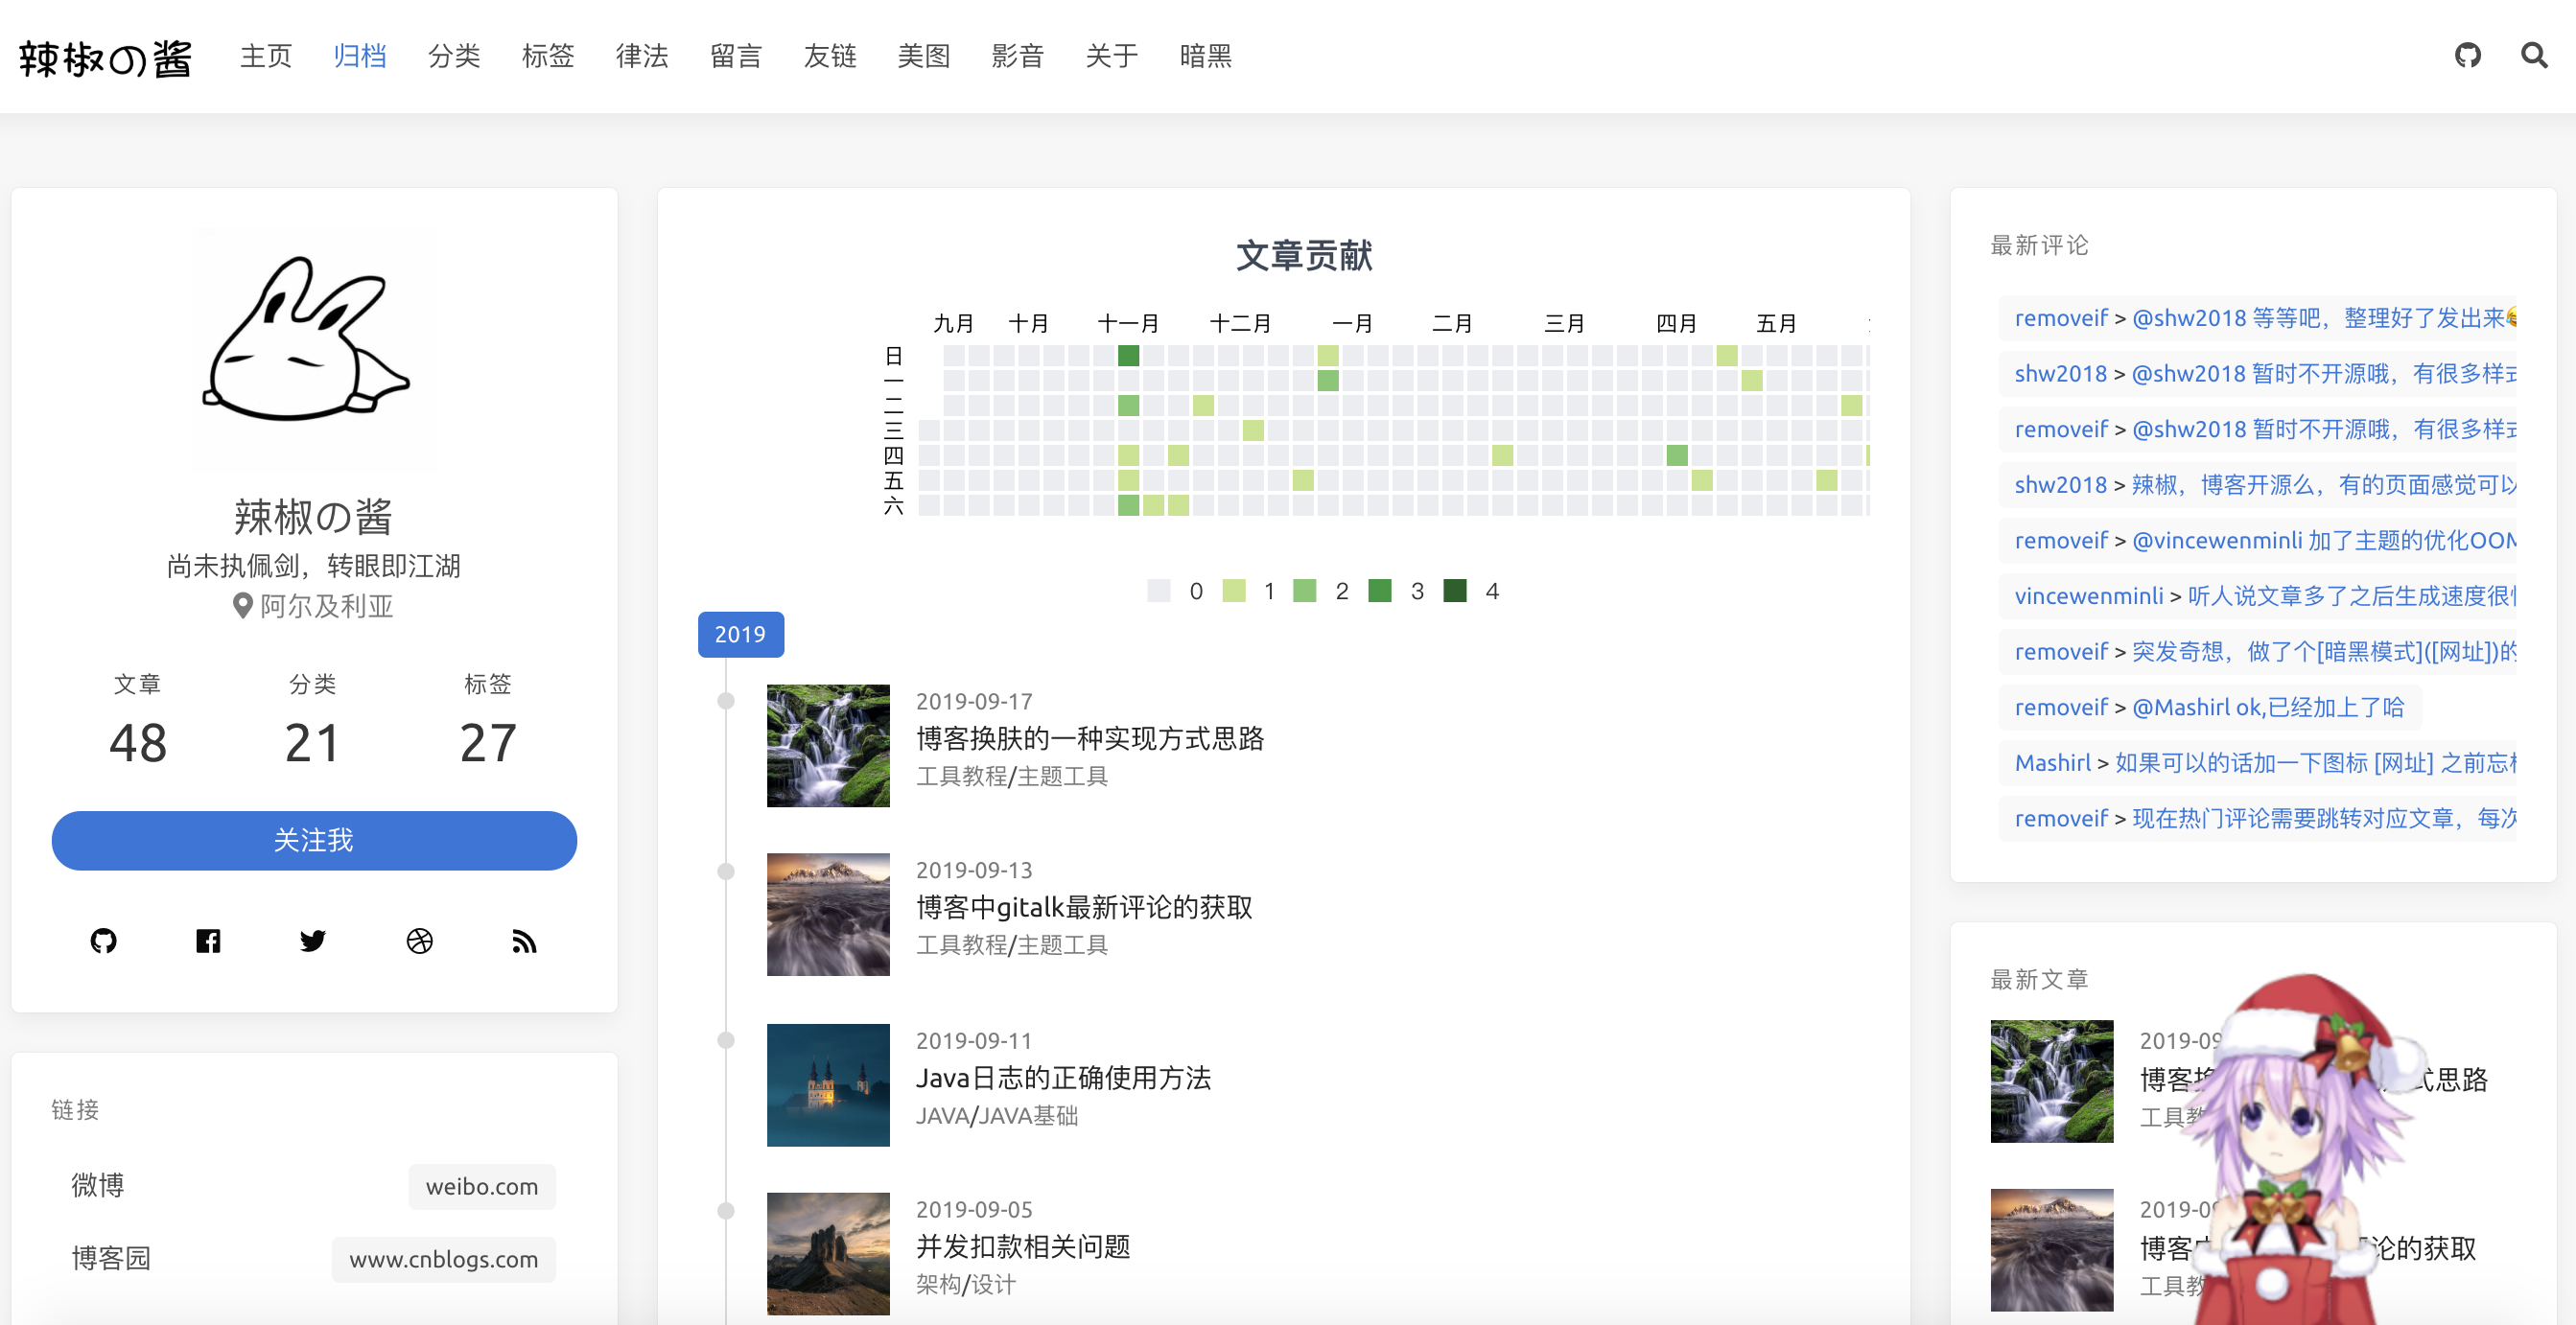 辣椒の酱 主页 归档 分类 标签 律法 留言 友链 美图 影音 关于 暗黑
辣椒の酱
尚未执佩剑，转眼即江湖
阿尔及利亚
文章 分类 标签
48 21 27
关注我
链接
微博 weibo.com
博客园 www.cnblogs.com
文章贡献
九月 十月 十一月 十二月 一月 二月 三月 四月 五月
日
一
二
三
四
五
六
0 1 2 3 4
2019
2019-09-17
博客换肤的一种实现方式思路
工具教程/主题工具
2019-09-13
博客中gitalk最新评论的获取
工具教程/主题工具
2019-09-11
Java日志的正确使用方法
JAVA/JAVA基础
2019-09-05
并发扣款相关问题
架构/设计
最新评论
removeif > @shw2018 等等吧，整理好了发出来😂
shw2018 > @shw2018 暂时不开源哦，有很多样式
removeif > @shw2018 暂时不开源哦，有很多样式
shw2018 > 辣椒，博客开源么，有的页面感觉可以
removeif > @vincewenminli 加了主题的优化OOM
vincewenminli > 听人说文章多了之后生成速度很
removeif > 突发奇想，做了个[暗黑模式]([网址])的
removeif > @Mashirl ok,已经加上了哈
Mashirl > 如果可以的话加一下图标 [网址] 之前忘
removeif > 现在热门评论需要跳转对应文章，每次
最新文章
2019-09
博客 式思路
工具
2019-09
博客 论的获取
工具